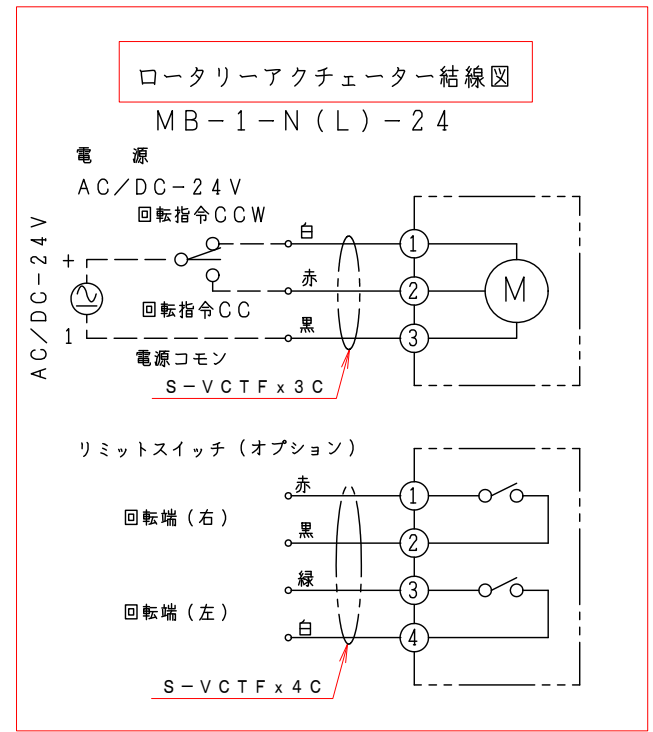 ロータリーアクチェーター結線図
MB-1-N(L)-24
電　源
AC/DC-24V
回転指令CCW
白
1
AC/DC-24V
+
赤
2
M
回転指令CC
黒
1
3
電源コモン
S-VCTFx3C
リミットスイッチ(オプション)
赤
1
回転端(右)
黒
2
緑
3
回転端(左)
白
4
S-VCTFx4C